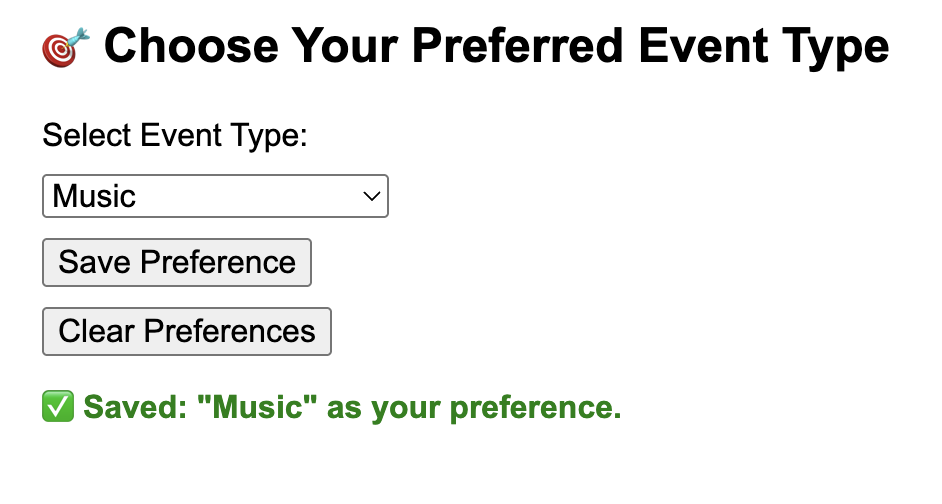 🎯 Choose Your Preferred Event Type
Select Event Type:
Music
Save Preference
Clear Preferences
✅ Saved: "Music" as your preference.